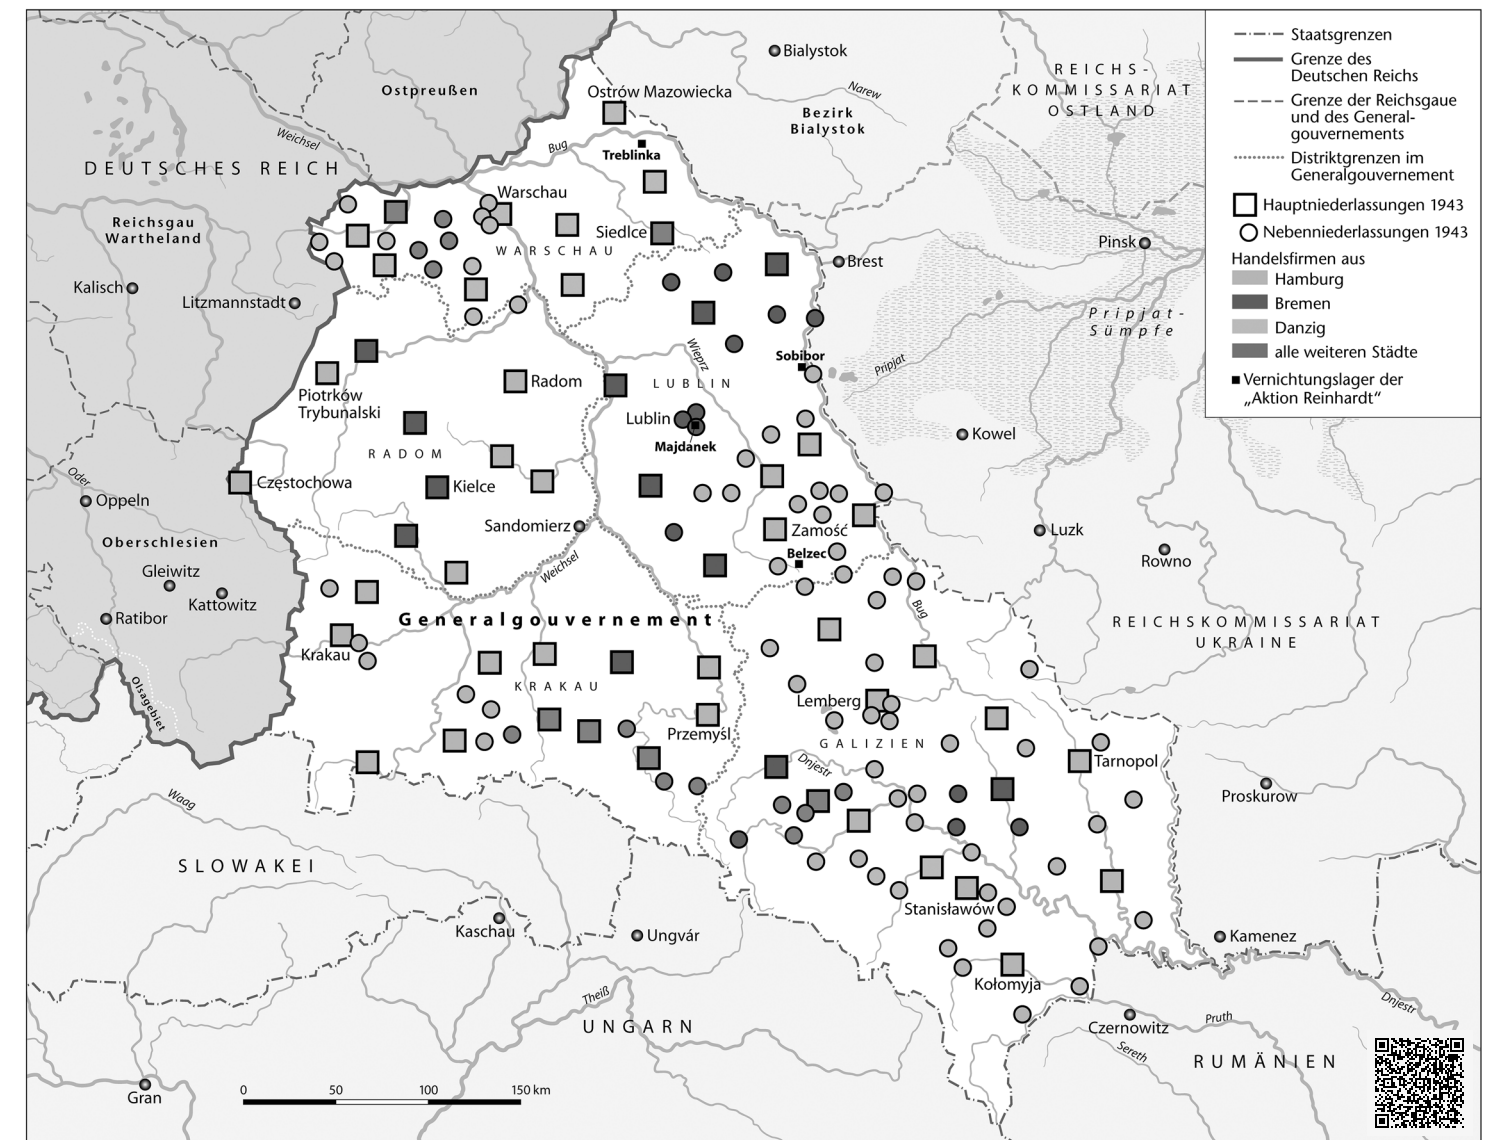 Staatsgrenzen
Grenze des
Deutschen Reichs
Grenze der Reichsgaue
und des General-
gouvernements
Distriktgrenzen im
Generalgouvernement
Hauptniederlassungen 1943
Nebenniederlassungen 1943
Handelsfirmen aus
Hamburg
Bremen
Danzig
alle weiteren Städte
Vernichtungslager der
„Aktion Reinhardt“
Bialystok
REICHS-
KOMMISSARIAT
OSTLAND
Ostpreußen
Ostrów Mazowiecka
Narew
Bezirk
Bialystok
Weichsel
Bug
Treblinka
DEUTSCHES REICH
Warschau
Reichsgau
Wartheland
Siedlce
WARSCHAU
Pinsk
Brest
Kalisch
Litzmannstadt
Pripjat-
Sümpfe
Wieprz
Sobibor
Pripjat
Radom
LUBLIN
Piotrków
Trybunalski
Lublin
Majdanek
Kowel
RADOM
Oder
Częstochowa
Kielce
Oppeln
Sandomierz
Zamość
Luzk
Oberschlesien
Belzec
Rowno
Gleiwitz
Weichsel
Kattowitz
Bug
Ratibor
Generalgouvernement
REICHSKOMMISSARIAT
UKRAINE
Krakau
KRAKAU
Olsagebiet
Lemberg
Przemyśl
GALIZIEN
Tarnopol
Dnjestr
Waag
Proskurow
SLOWAKEI
Stanisławów
Kaschau
Ungvár
Kamenez
Kołomyja
Theiß
Dnjestr
UNGARN
Czernowitz
Pruth
Sereth
RUMÄNIEN
0 50 100 150 km
Gran